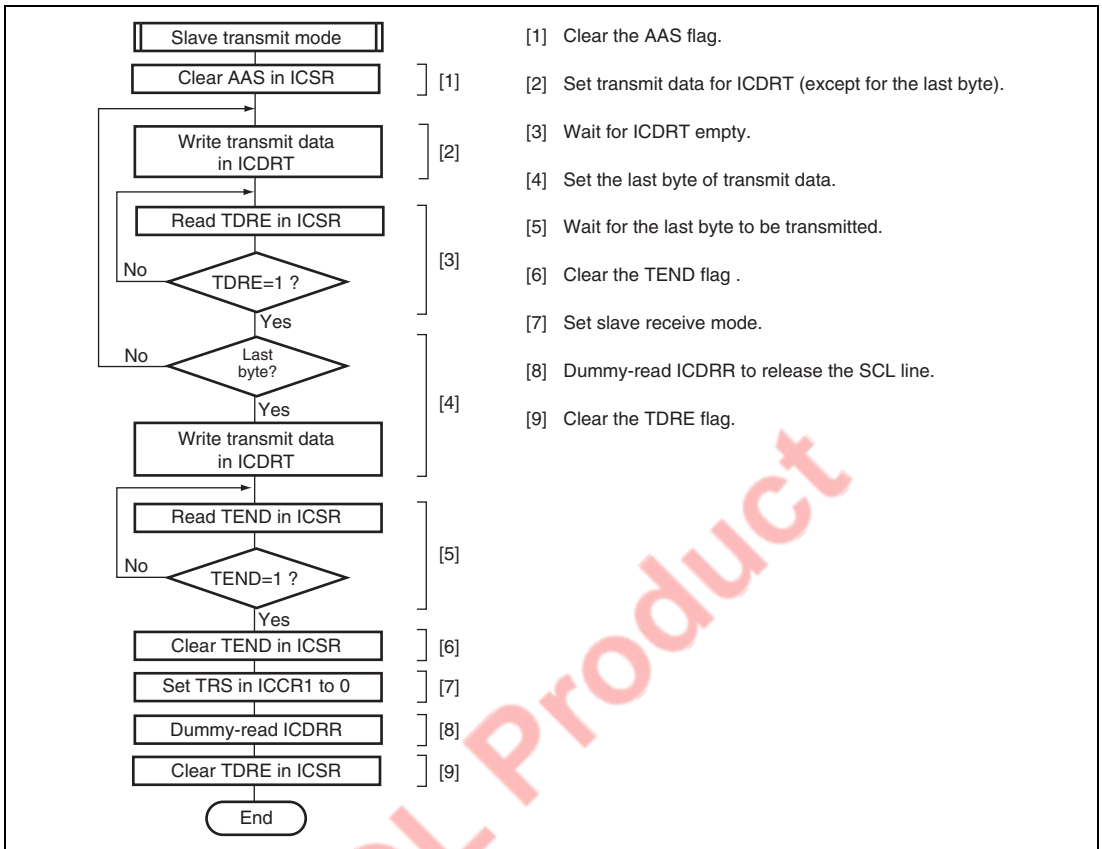 Slave transmit mode
Clear AAS in ICSR
[1]
Write transmit data
in ICDRT
[2]
Read TDRE in ICSR
No
TDRE=1 ?
[3]
Yes
No
Last
byte?
Yes
[4]
Write transmit data
in ICDRT
Read TEND in ICSR
No
TEND=1 ?
[5]
Yes
Clear TEND in ICSR
[6]
Set TRS in ICCR1 to 0
[7]
Dummy-read ICDRR
[8]
Clear TDRE in ICSR
[9]
End
[1] Clear the AAS flag.
[2] Set transmit data for ICDRT (except for the last byte).
[3] Wait for ICDRT empty.
[4] Set the last byte of transmit data.
[5] Wait for the last byte to be transmitted.
[6] Clear the TEND flag .
[7] Set slave receive mode.
[8] Dummy-read ICDRR to release the SCL line.
[9] Clear the TDRE flag.
Product